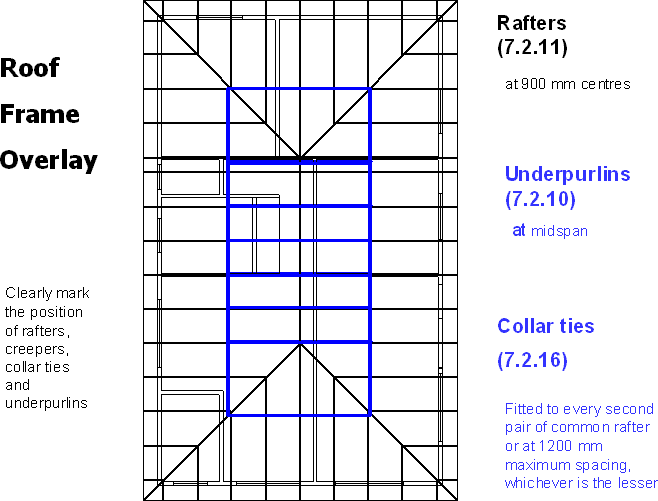 Roof
Frame
Overlay
Clearly mark
the position
of rafters,
creepers,
collar ties
and
underpurlins
Rafters
(7.2.11)
at 900 mm centres
Underpurlins
(7.2.10)
at midspan
Collar ties
(7.2.16)
Fitted to every second
pair of common rafter
or at 1200 mm
maximum spacing,
whichever is the lesser